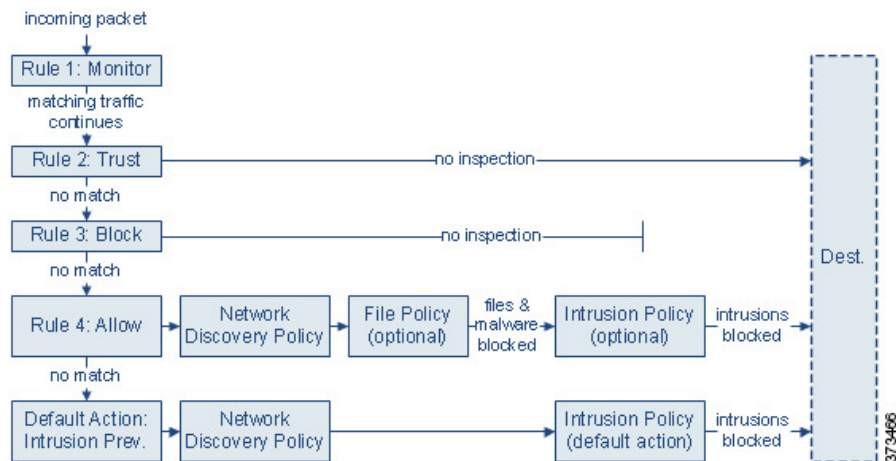 incoming packet
Rule 1: Monitor
matching traffic
continues
Rule 2: Trust
no inspection
no match
Rule 3: Block
no inspection
no match
Dest.
Rule 4: Allow
Network
Discovery Policy
File Policy
(optional)
files &
malware
blocked
Intrusion Policy
(optional)
intrusions
blocked
no match
Default Action:
Intrusion Prev.
Network
Discovery Policy
Intrusion Policy
(default action)
intrusions
blocked
373466